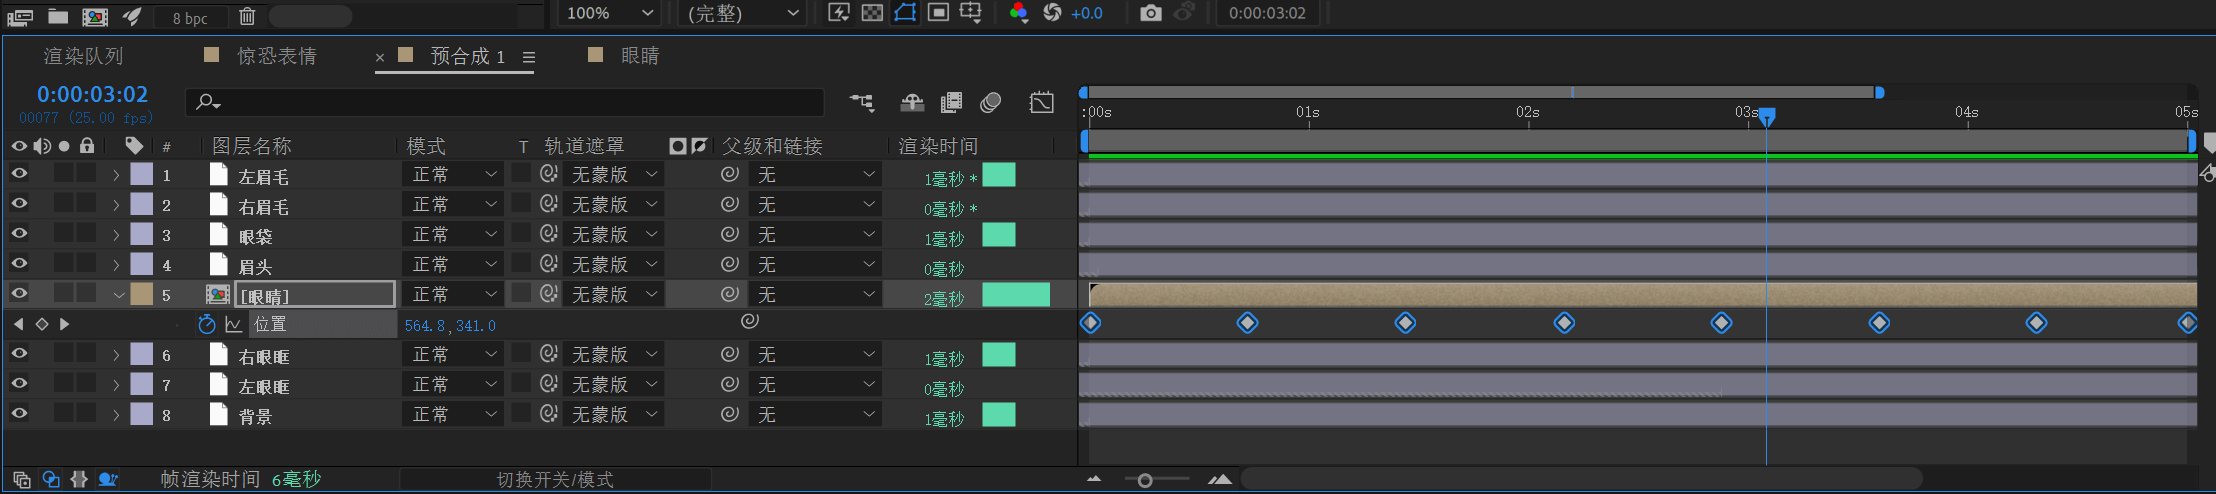 8 bpc
100% (完整) +0.0 0:00:03:02
渲染队列 惊恐表情 × 预合成 1 眼睛
0:00:03:02
00077 (25.00 fps)
:00s 01s 02s 03s 04s 05s
# 图层名称 模式 T 轨道遮罩 父级和链接 渲染时间
1 左眉毛 正常 无蒙版 无 1毫秒 *
2 右眉毛 正常 无蒙版 无 0毫秒 *
3 眼袋 正常 无蒙版 无 1毫秒
4 眉头 正常 无蒙版 无 0毫秒
5 [眼睛] 正常 无蒙版 无 2毫秒
位置 564.8,341.0
6 右眼眶 正常 无蒙版 无 1毫秒
7 左眼眶 正常 无蒙版 无 0毫秒
8 背景 正常 无蒙版 无 1毫秒
帧渲染时间 6毫秒 切换开关/模式